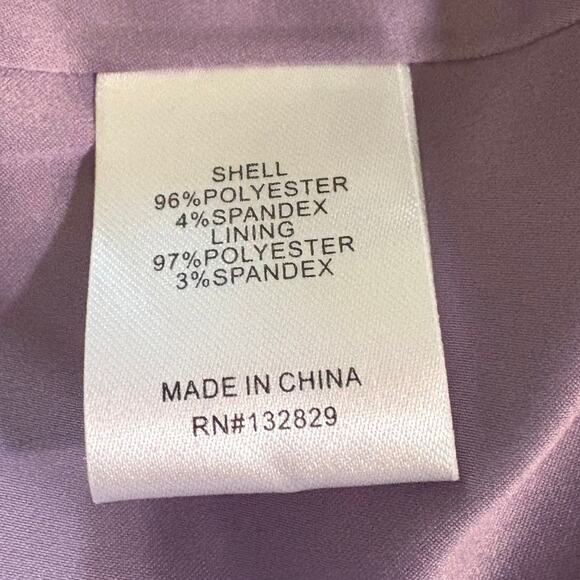 SHELL
96%POLYESTER
4%SPANDEX
LINING
97%POLYESTER
3%SPANDEX
MADE IN CHINA
RN#132829